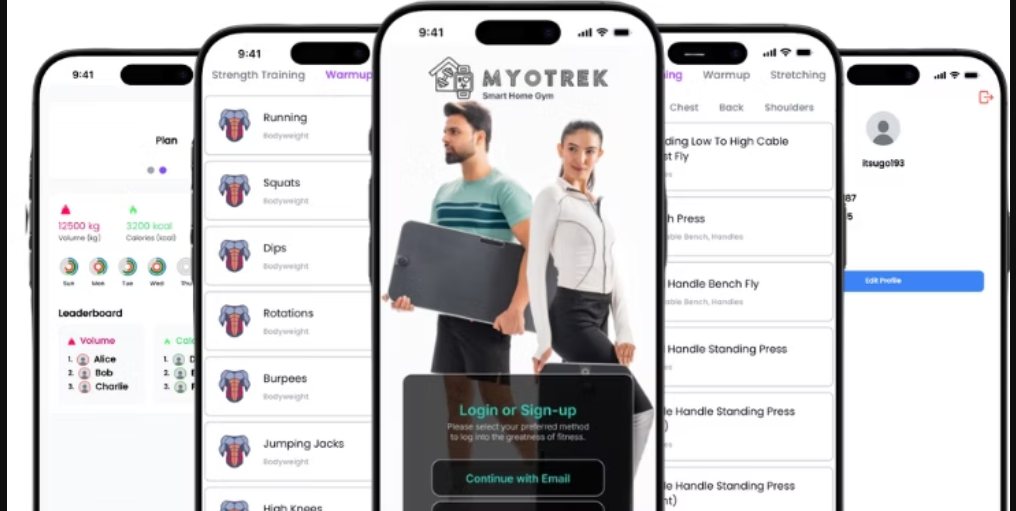 9:41
Plan
12500 kg
Volume (kg)
3200 kcal
Calories (kcal)
Sun
Mon
Tue
Wed
Thu
Leaderboard
Volume
1. Alice
2. Bob
3. Charlie
1.
2.
3.
9:41
Strength Training
Warmup
Running
Bodyweight
Squats
Bodyweight
Dips
Bodyweight
Rotations
Bodyweight
Burpees
Bodyweight
Jumping Jacks
Bodyweight
High Knees
9:41
MYOTREK
Smart Home Gym
Login or Sign-up
Please select your preferred method
to log into the greatness of fitness.
Continue with Email
ing
Warmup
Stretching
Chest
Back
Shoulders
ding Low To High Cable
st Fly
h Press
able Bench, Handles
Handle Bench Fly
able Bench, Handles
Handle Standing Press
le Handle Standing Press
)
le Handle Standing Press
nt)
itsugo193
87
5
Edit Profile